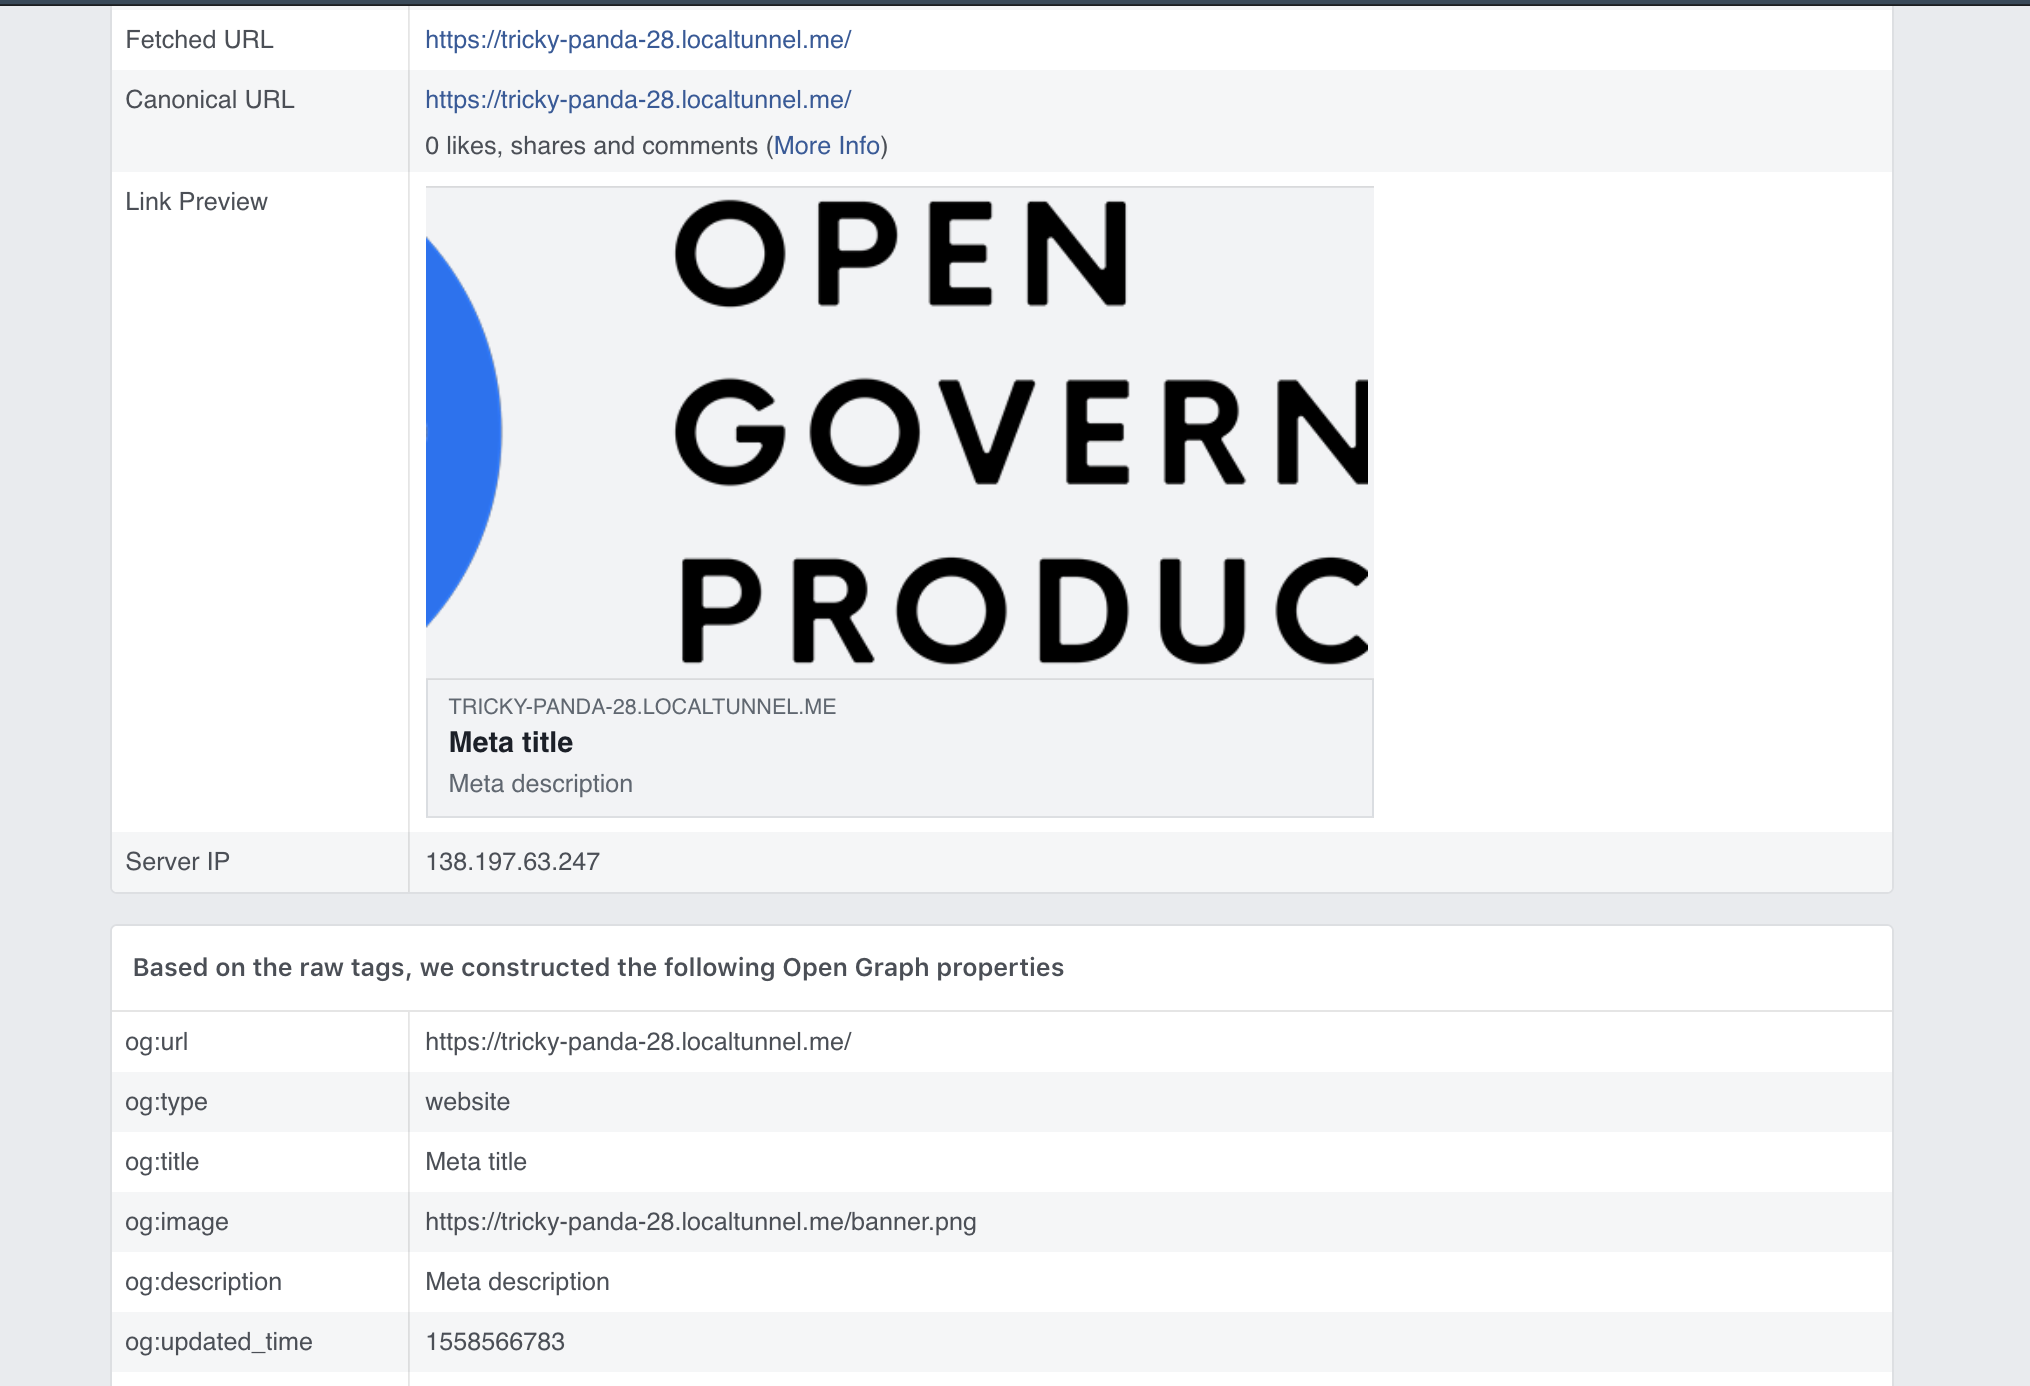 Fetched URL https://tricky-panda-28.localtunnel.me/
Canonical URL https://tricky-panda-28.localtunnel.me/
0 likes, shares and comments (More Info)
Link Preview
OPEN
GOVERN
PRODUC
TRICKY-PANDA-28.LOCALTUNNEL.ME
Meta title
Meta description
Server IP 138.197.63.247
Based on the raw tags, we constructed the following Open Graph properties
og:url https://tricky-panda-28.localtunnel.me/
og:type website
og:title Meta title
og:image https://tricky-panda-28.localtunnel.me/banner.png
og:description Meta description
og:updated_time 1558566783